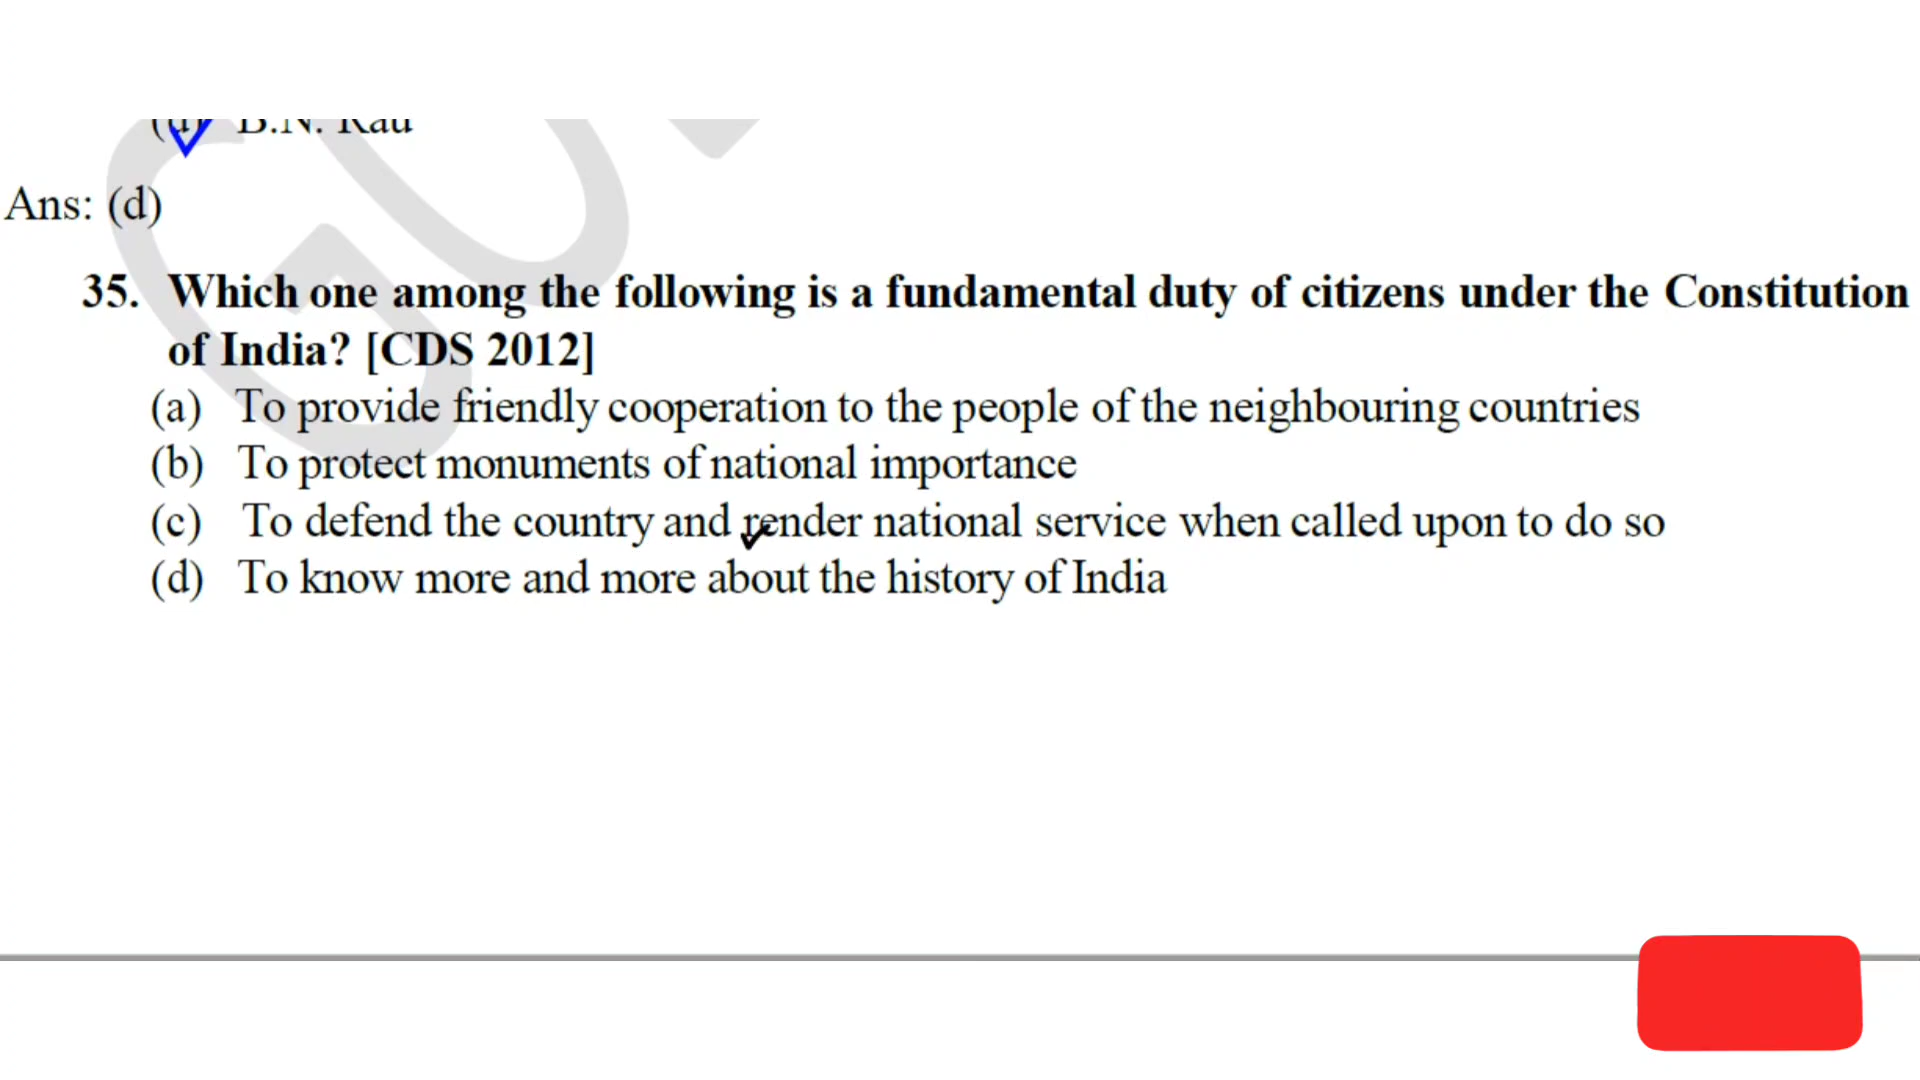 (d) B.N. Rau
Ans: (d)
35. Which one among the following is a fundamental duty of citizens under the Constitution
of India? [CDS 2012]
(a) To provide friendly cooperation to the people of the neighbouring countries
(b) To protect monuments of national importance
(c) To defend the country and render national service when called upon to do so
(d) To know more and more about the history of India